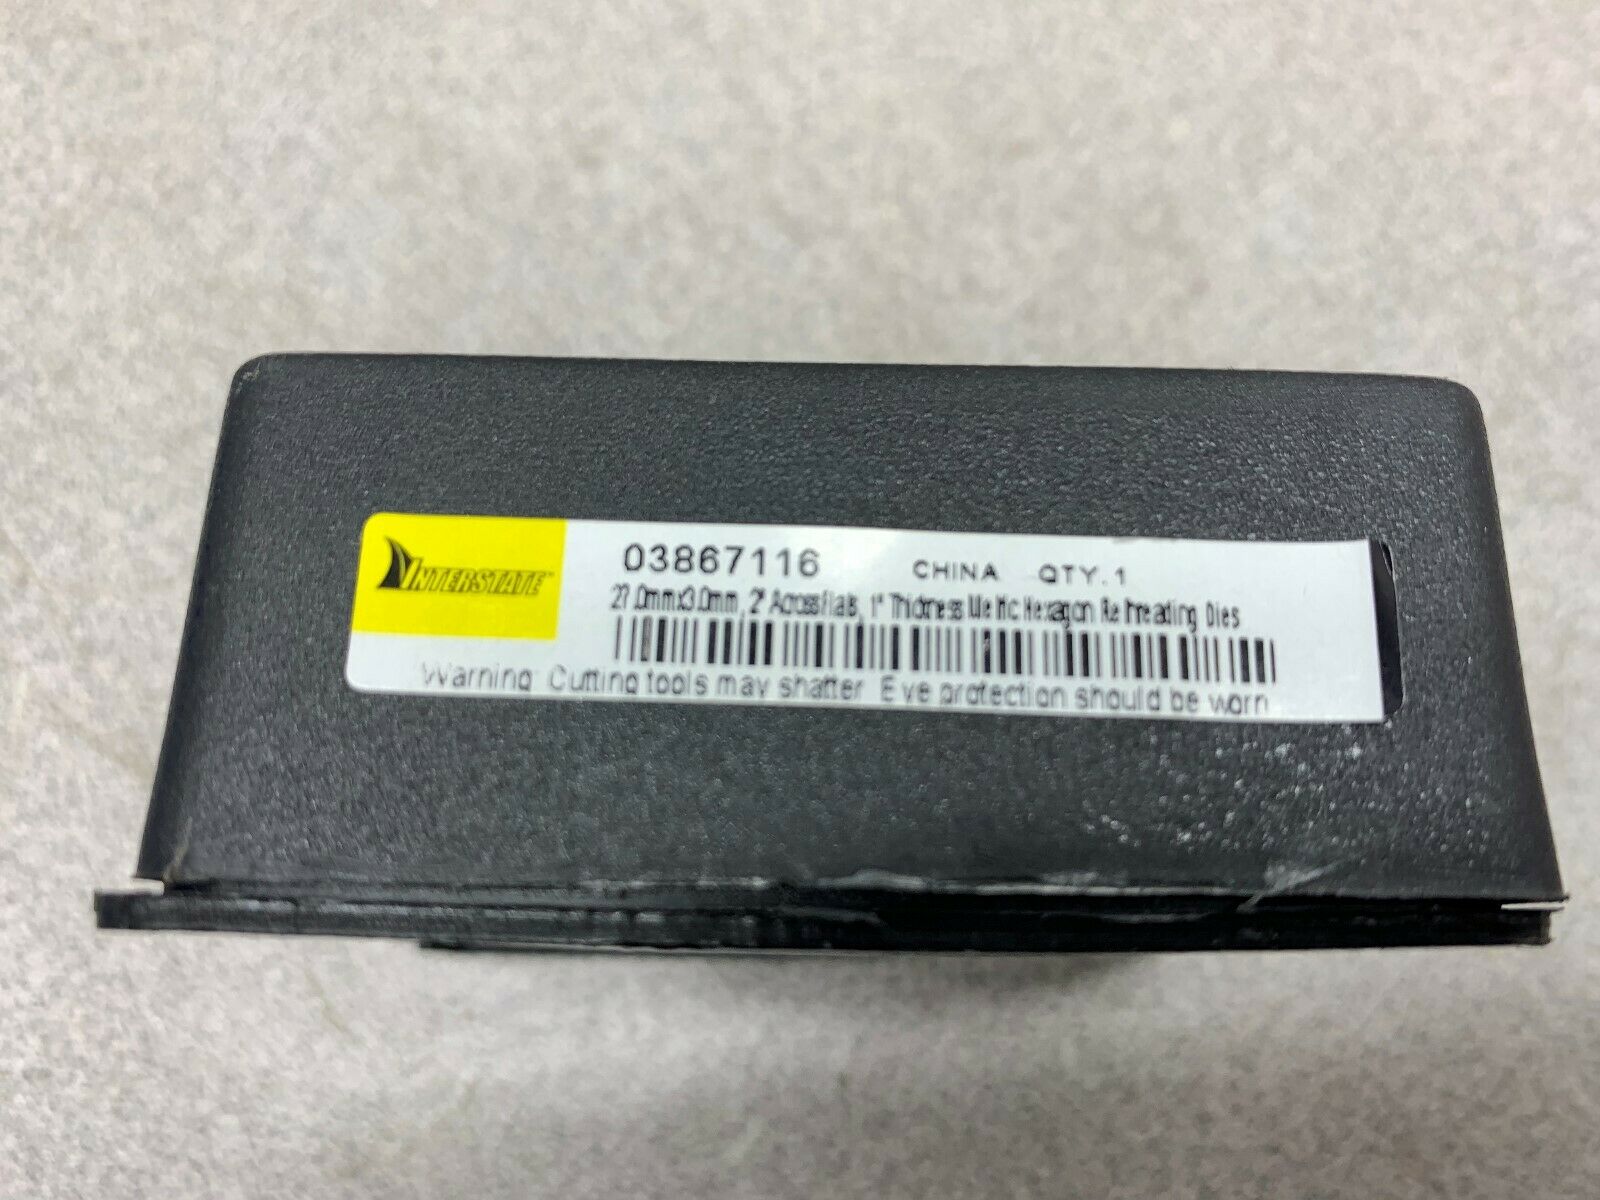 INTERSTATE™
03867116 CHINA QTY. 1
27.0mmx3.0mm, 2" Across Flats, 1" Thickness Metric Hexagon Rethreading Dies
Warning: Cutting tools may shatter. Eye protection should be worn